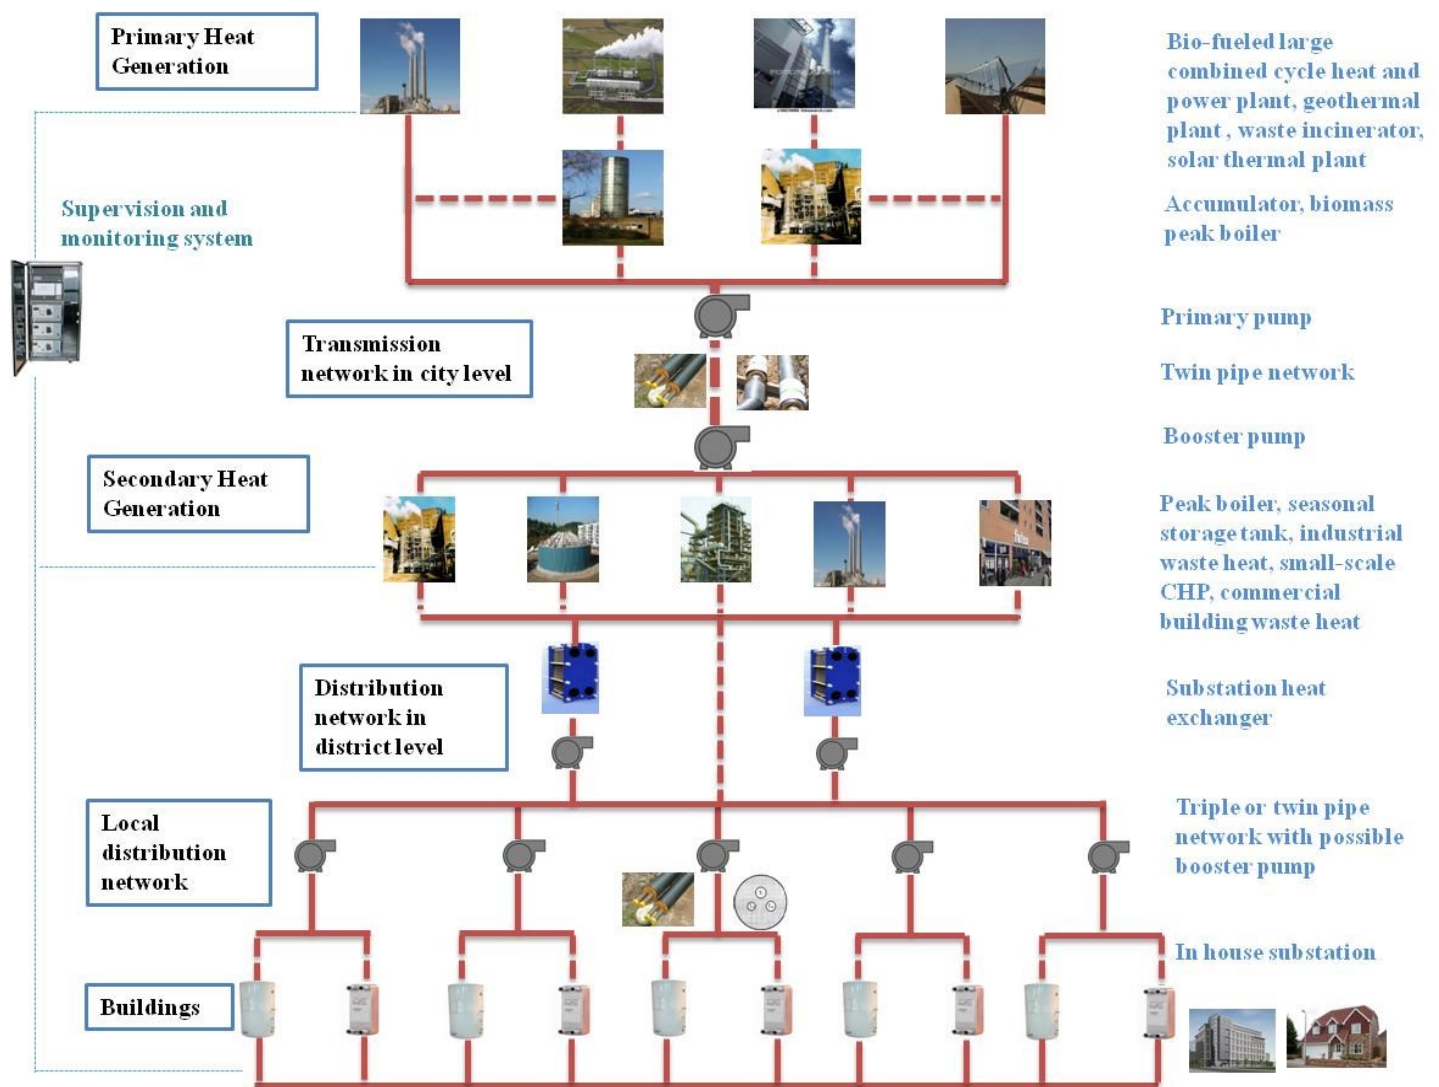 Primary Heat
Generation
Bio-fueled large
combined cycle heat and
power plant, geothermal
plant , waste incinerator,
solar thermal plant
Supervision and
monitoring system
Accumulator, biomass
peak boiler
Primary pump
Transmission
network in city level
Twin pipe network
Booster pump
Secondary Heat
Generation
Peak boiler, seasonal
storage tank, industrial
waste heat, small-scale
CHP, commercial
building waste heat
Distribution
network in
district level
Substation heat
exchanger
Local
distribution
network
Triple or twin pipe
network with possible
booster pump
In house substation
Buildings